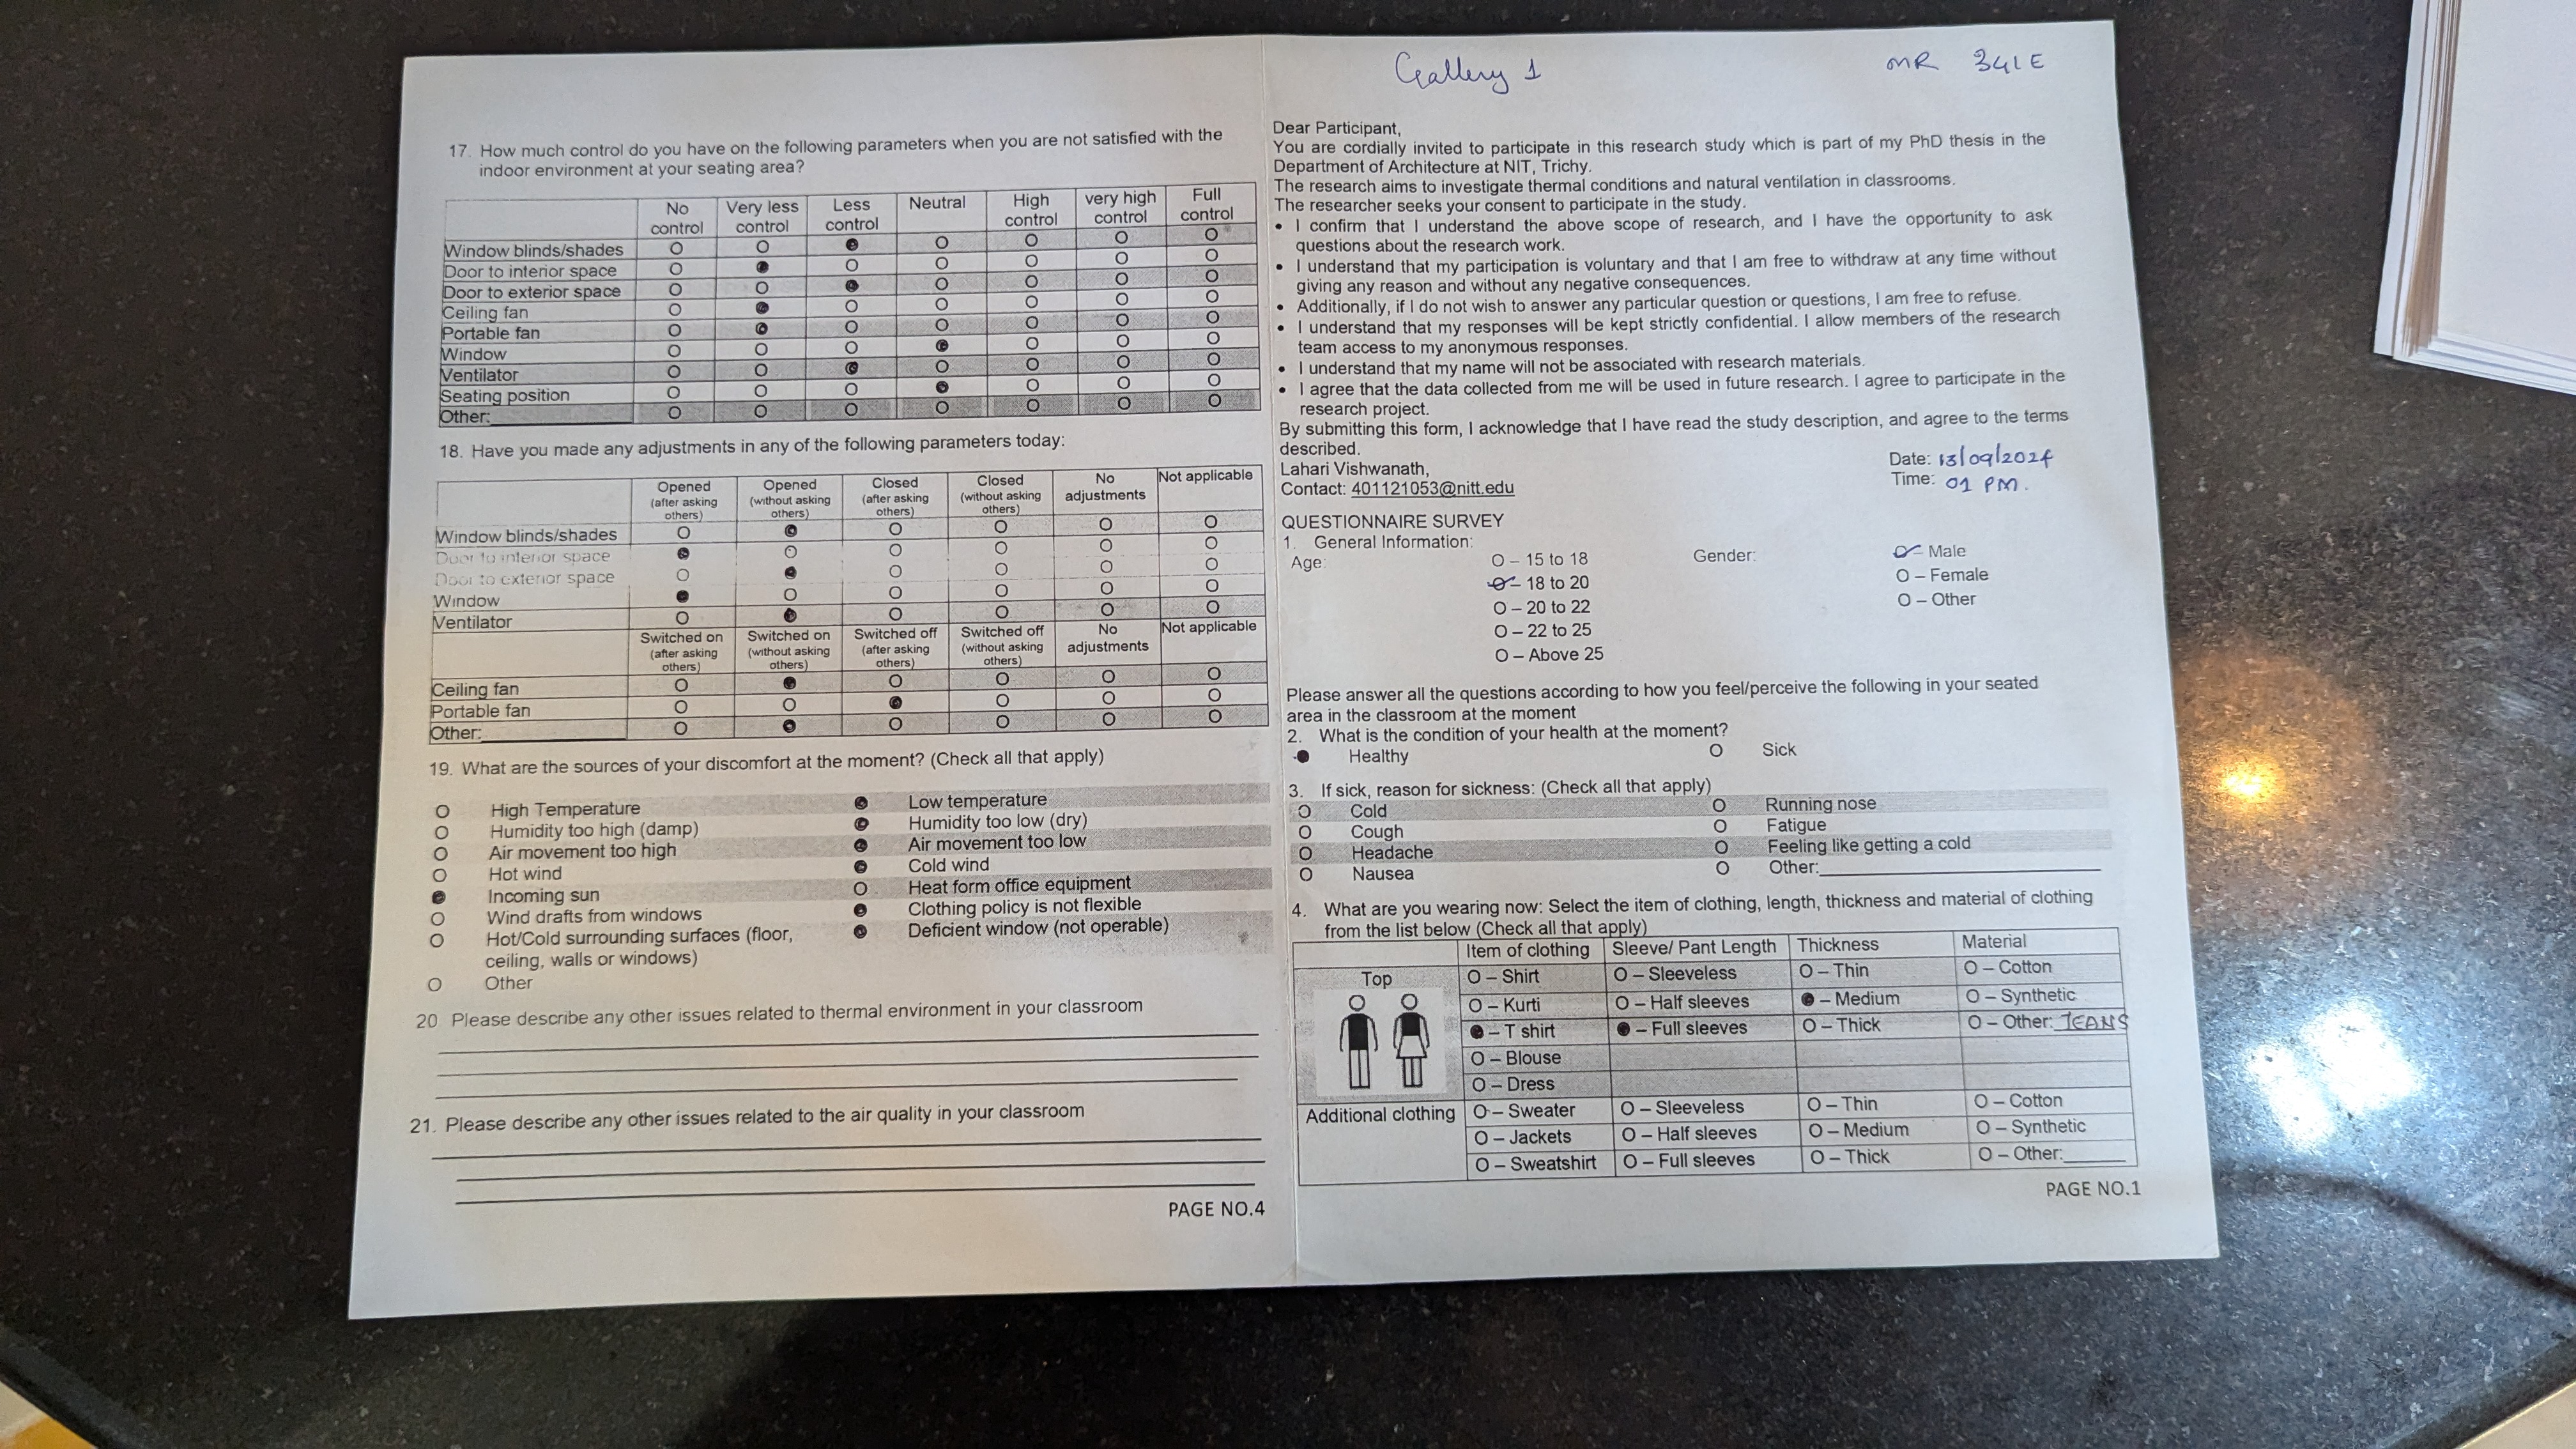 17. How much control do you have on the following parameters when you are not satisfied with the
indoor environment at your seating area?
No control Very less control Less control Neutral High control very high control Full control
Window blinds/shades O O ● O O O O
Door to interior space O ● O O O O O
Door to exterior space O O ● O O O O
Ceiling fan O ● O O O O O
Portable fan O ● O O O O O
Window O O O ● O O O
Ventilator O O ● O O O O
Seating position O O O ● O O O
Other: O O O O O O O
18. Have you made any adjustments in any of the following parameters today:
Opened (after asking others) Opened (without asking others) Closed (after asking others) Closed (without asking others) No adjustments Not applicable
Window blinds/shades O ● O O O O
Door to interior space ● O O O O O
Door to exterior space O ● O O O O
Window ● O O O O O
Ventilator O ● O O O O
Switched on (after asking others) Switched on (without asking others) Switched off (after asking others) Switched off (without asking others) No adjustments Not applicable
Ceiling fan O ● O O O O
Portable fan O O ● O O O
Other: O ● O O O O
19. What are the sources of your discomfort at the moment? (Check all that apply)
O High Temperature ● Low temperature
O Humidity too high (damp) ● Humidity too low (dry)
O Air movement too high ● Air movement too low
O Hot wind ● Cold wind
● Incoming sun O Heat form office equipment
O Wind drafts from windows ● Clothing policy is not flexible
O Hot/Cold surrounding surfaces (floor, ● Deficient window (not operable)
ceiling, walls or windows)
O Other
20 Please describe any other issues related to thermal environment in your classroom
21. Please describe any other issues related to the air quality in your classroom
PAGE NO.4
Gallery 1 MR 341E
Dear Participant,
You are cordially invited to participate in this research study which is part of my PhD thesis in the
Department of Architecture at NIT, Trichy.
The research aims to investigate thermal conditions and natural ventilation in classrooms.
The researcher seeks your consent to participate in the study.
• I confirm that I understand the above scope of research, and I have the opportunity to ask
questions about the research work.
• I understand that my participation is voluntary and that I am free to withdraw at any time without
giving any reason and without any negative consequences.
• Additionally, if I do not wish to answer any particular question or questions, I am free to refuse.
• I understand that my responses will be kept strictly confidential. I allow members of the research
team access to my anonymous responses.
• I understand that my name will not be associated with research materials.
• I agree that the data collected from me will be used in future research. I agree to participate in the
research project.
By submitting this form, I acknowledge that I have read the study description, and agree to the terms
described.
Lahari Vishwanath, Date: 13/09/2024
Contact: 401121053@nitt.edu Time: 01 PM.
QUESTIONNAIRE SURVEY
1. General Information:
Age: O – 15 to 18 Gender: O – Male
O – 18 to 20 O – Female
O – 20 to 22 O – Other
O – 22 to 25
O – Above 25
Please answer all the questions according to how you feel/perceive the following in your seated
area in the classroom at the moment
2. What is the condition of your health at the moment?
● Healthy O Sick
3. If sick, reason for sickness: (Check all that apply)
O Cold O Running nose
O Cough O Fatigue
O Headache O Feeling like getting a cold
O Nausea O Other:
4. What are you wearing now: Select the item of clothing, length, thickness and material of clothing
from the list below (Check all that apply)
Item of clothing Sleeve/ Pant Length Thickness Material
Top O – Shirt O – Sleeveless O – Thin O – Cotton
O – Kurti O – Half sleeves ● – Medium O – Synthetic
● – T shirt ● – Full sleeves O – Thick O – Other: JEANS
O – Blouse
O – Dress
Additional clothing O – Sweater O – Sleeveless O – Thin O – Cotton
O – Jackets O – Half sleeves O – Medium O – Synthetic
O – Sweatshirt O – Full sleeves O – Thick O – Other:
PAGE NO.1